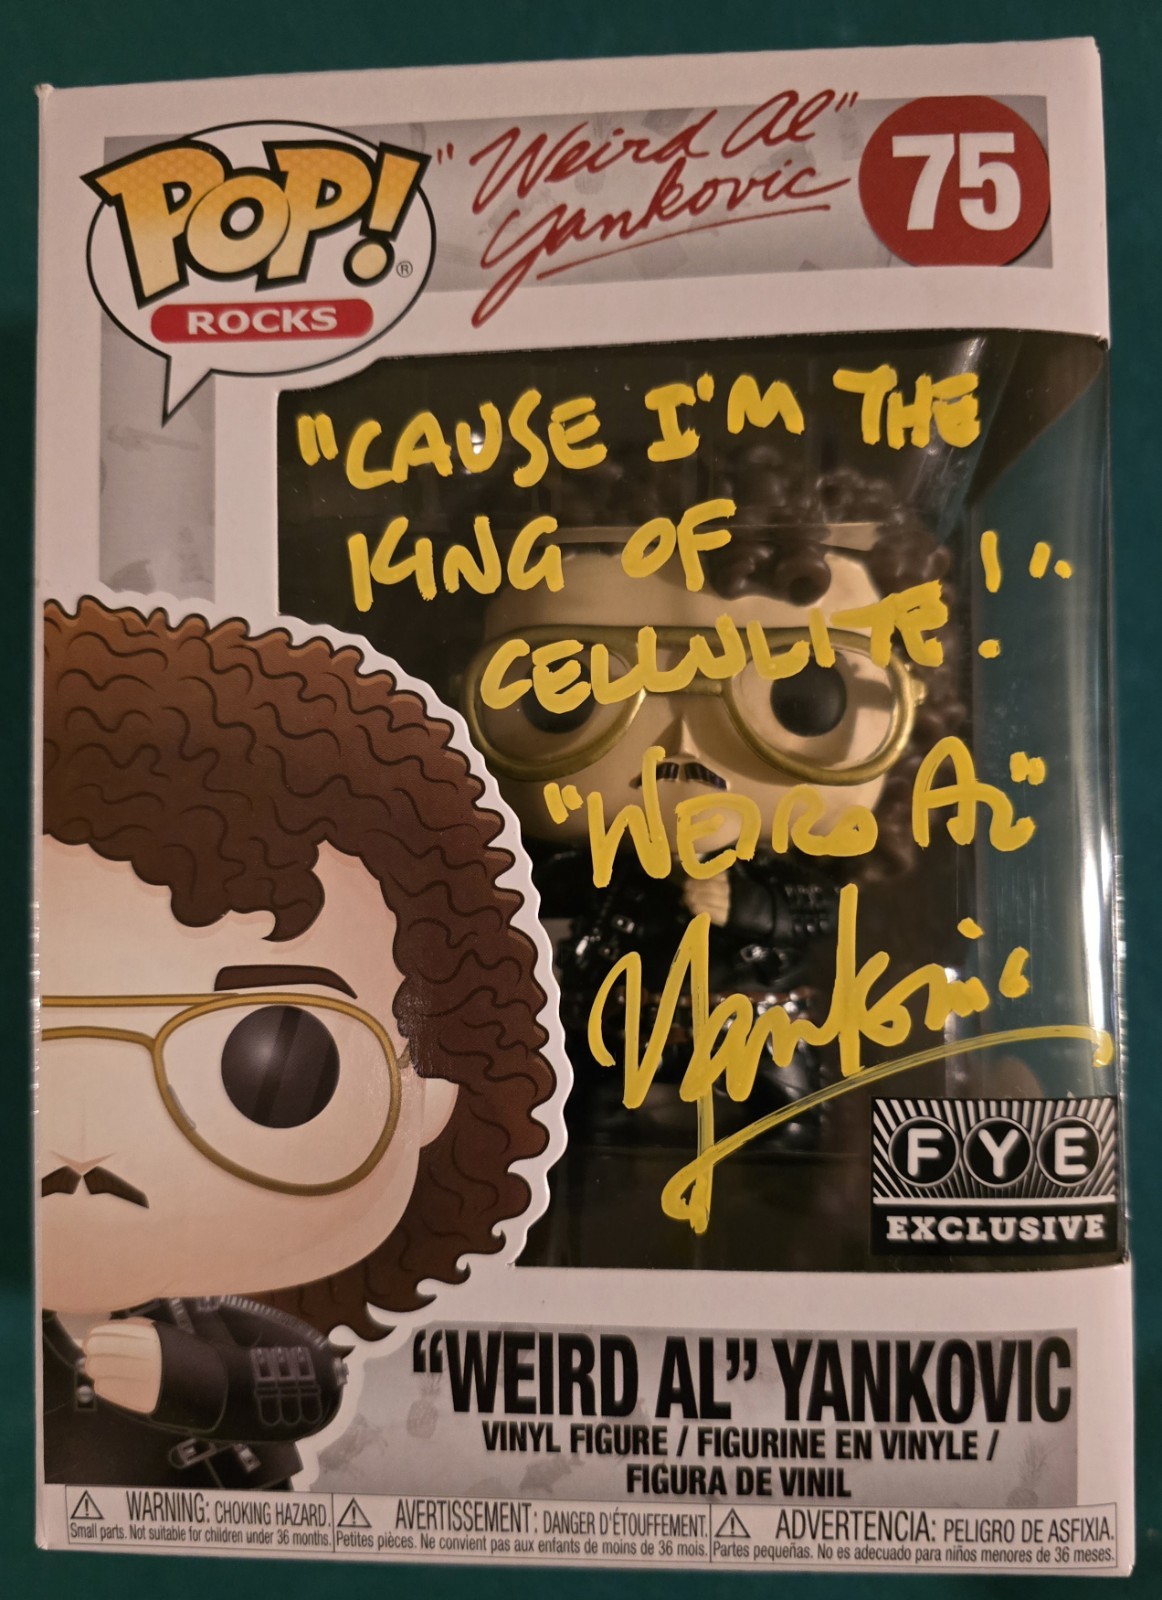 POP!®
ROCKS
"Weird Al"
Yankovic
75
"CAUSE I'M THE
KING OF
CELLULITE!"
"WEIRD AL"
Yankovic
FYE
EXCLUSIVE
"WEIRD AL" YANKOVIC
VINYL FIGURE / FIGURINE EN VINYLE /
FIGURA DE VINIL
⚠ WARNING: CHOKING HAZARD.
Small parts. Not suitable for children under 36 months.
⚠ AVERTISSEMENT: DANGER D'ÉTOUFFEMENT.
Petites pièces. Ne convient pas aux enfants de moins de 36 mois.
⚠ ADVERTENCIA: PELIGRO DE ASFIXIA.
Partes pequeñas. No es adecuado para niños menores de 36 meses.